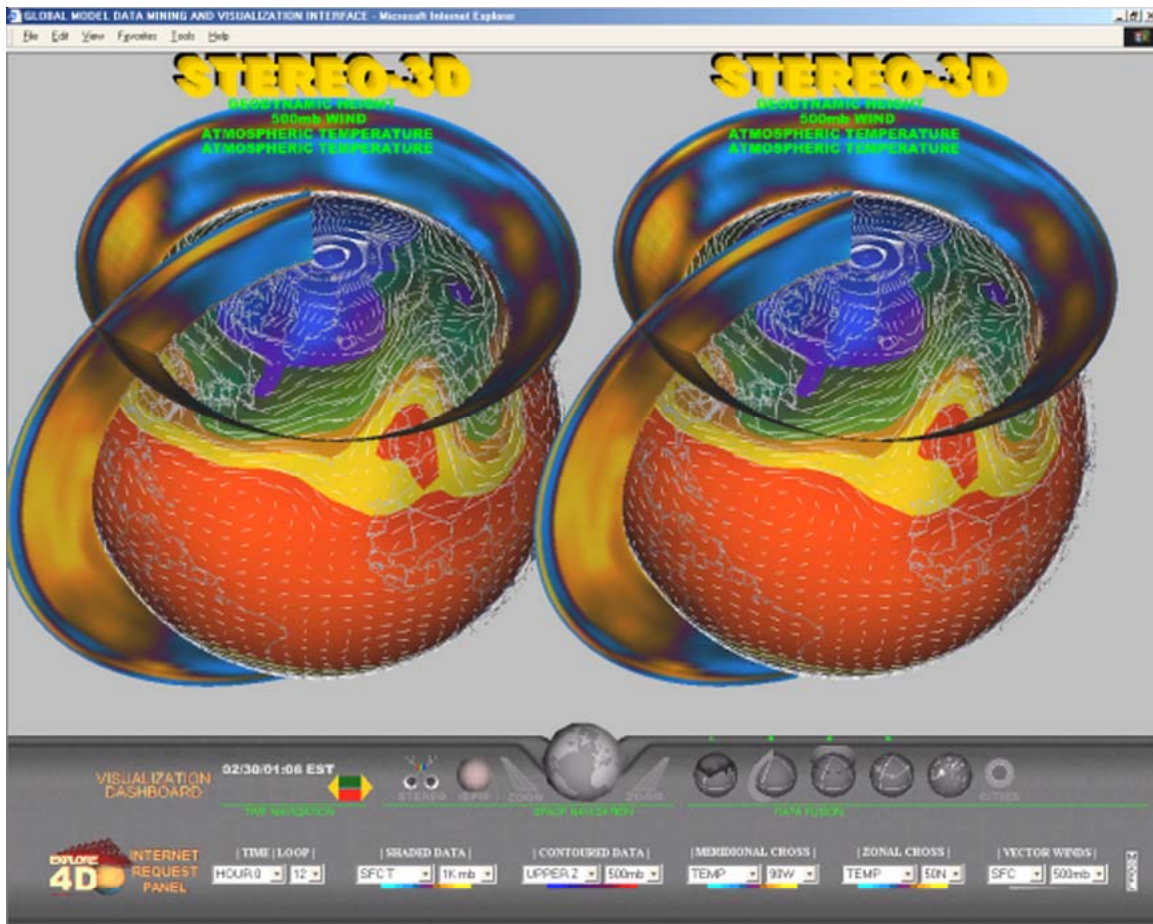 GLOBAL MODEL DATA MINING AND VISUALIZATION INTERFACE - Microsoft Internet Explorer
File Edit View Favorites Tools Help
STEREO-3D STEREO-3D
GEODYNAMIC HEIGHT GEODYNAMIC HEIGHT
500mb WIND 500mb WIND
ATMOSPHERIC TEMPERATURE ATMOSPHERIC TEMPERATURE
ATMOSPHERIC TEMPERATURE ATMOSPHERIC TEMPERATURE
VISUALIZATION
DASHBOARD
02/30/01:06 EST
STEREO ZOOM ZOOM CITIES
TIME NAVIGATION SPACE NAVIGATION DATA FUSION
EXPLORE
4D
INTERNET
REQUEST
PANEL
| TIME | LOOP | | SHADED DATA | | CONTOURED DATA | | MERIDIONAL CROSS | | ZONAL CROSS | | VECTOR WINDS |
HOUR 0 12 SFC T 1K mb UPPER Z 500mb TEMP 90W TEMP 50N SFC 500mb